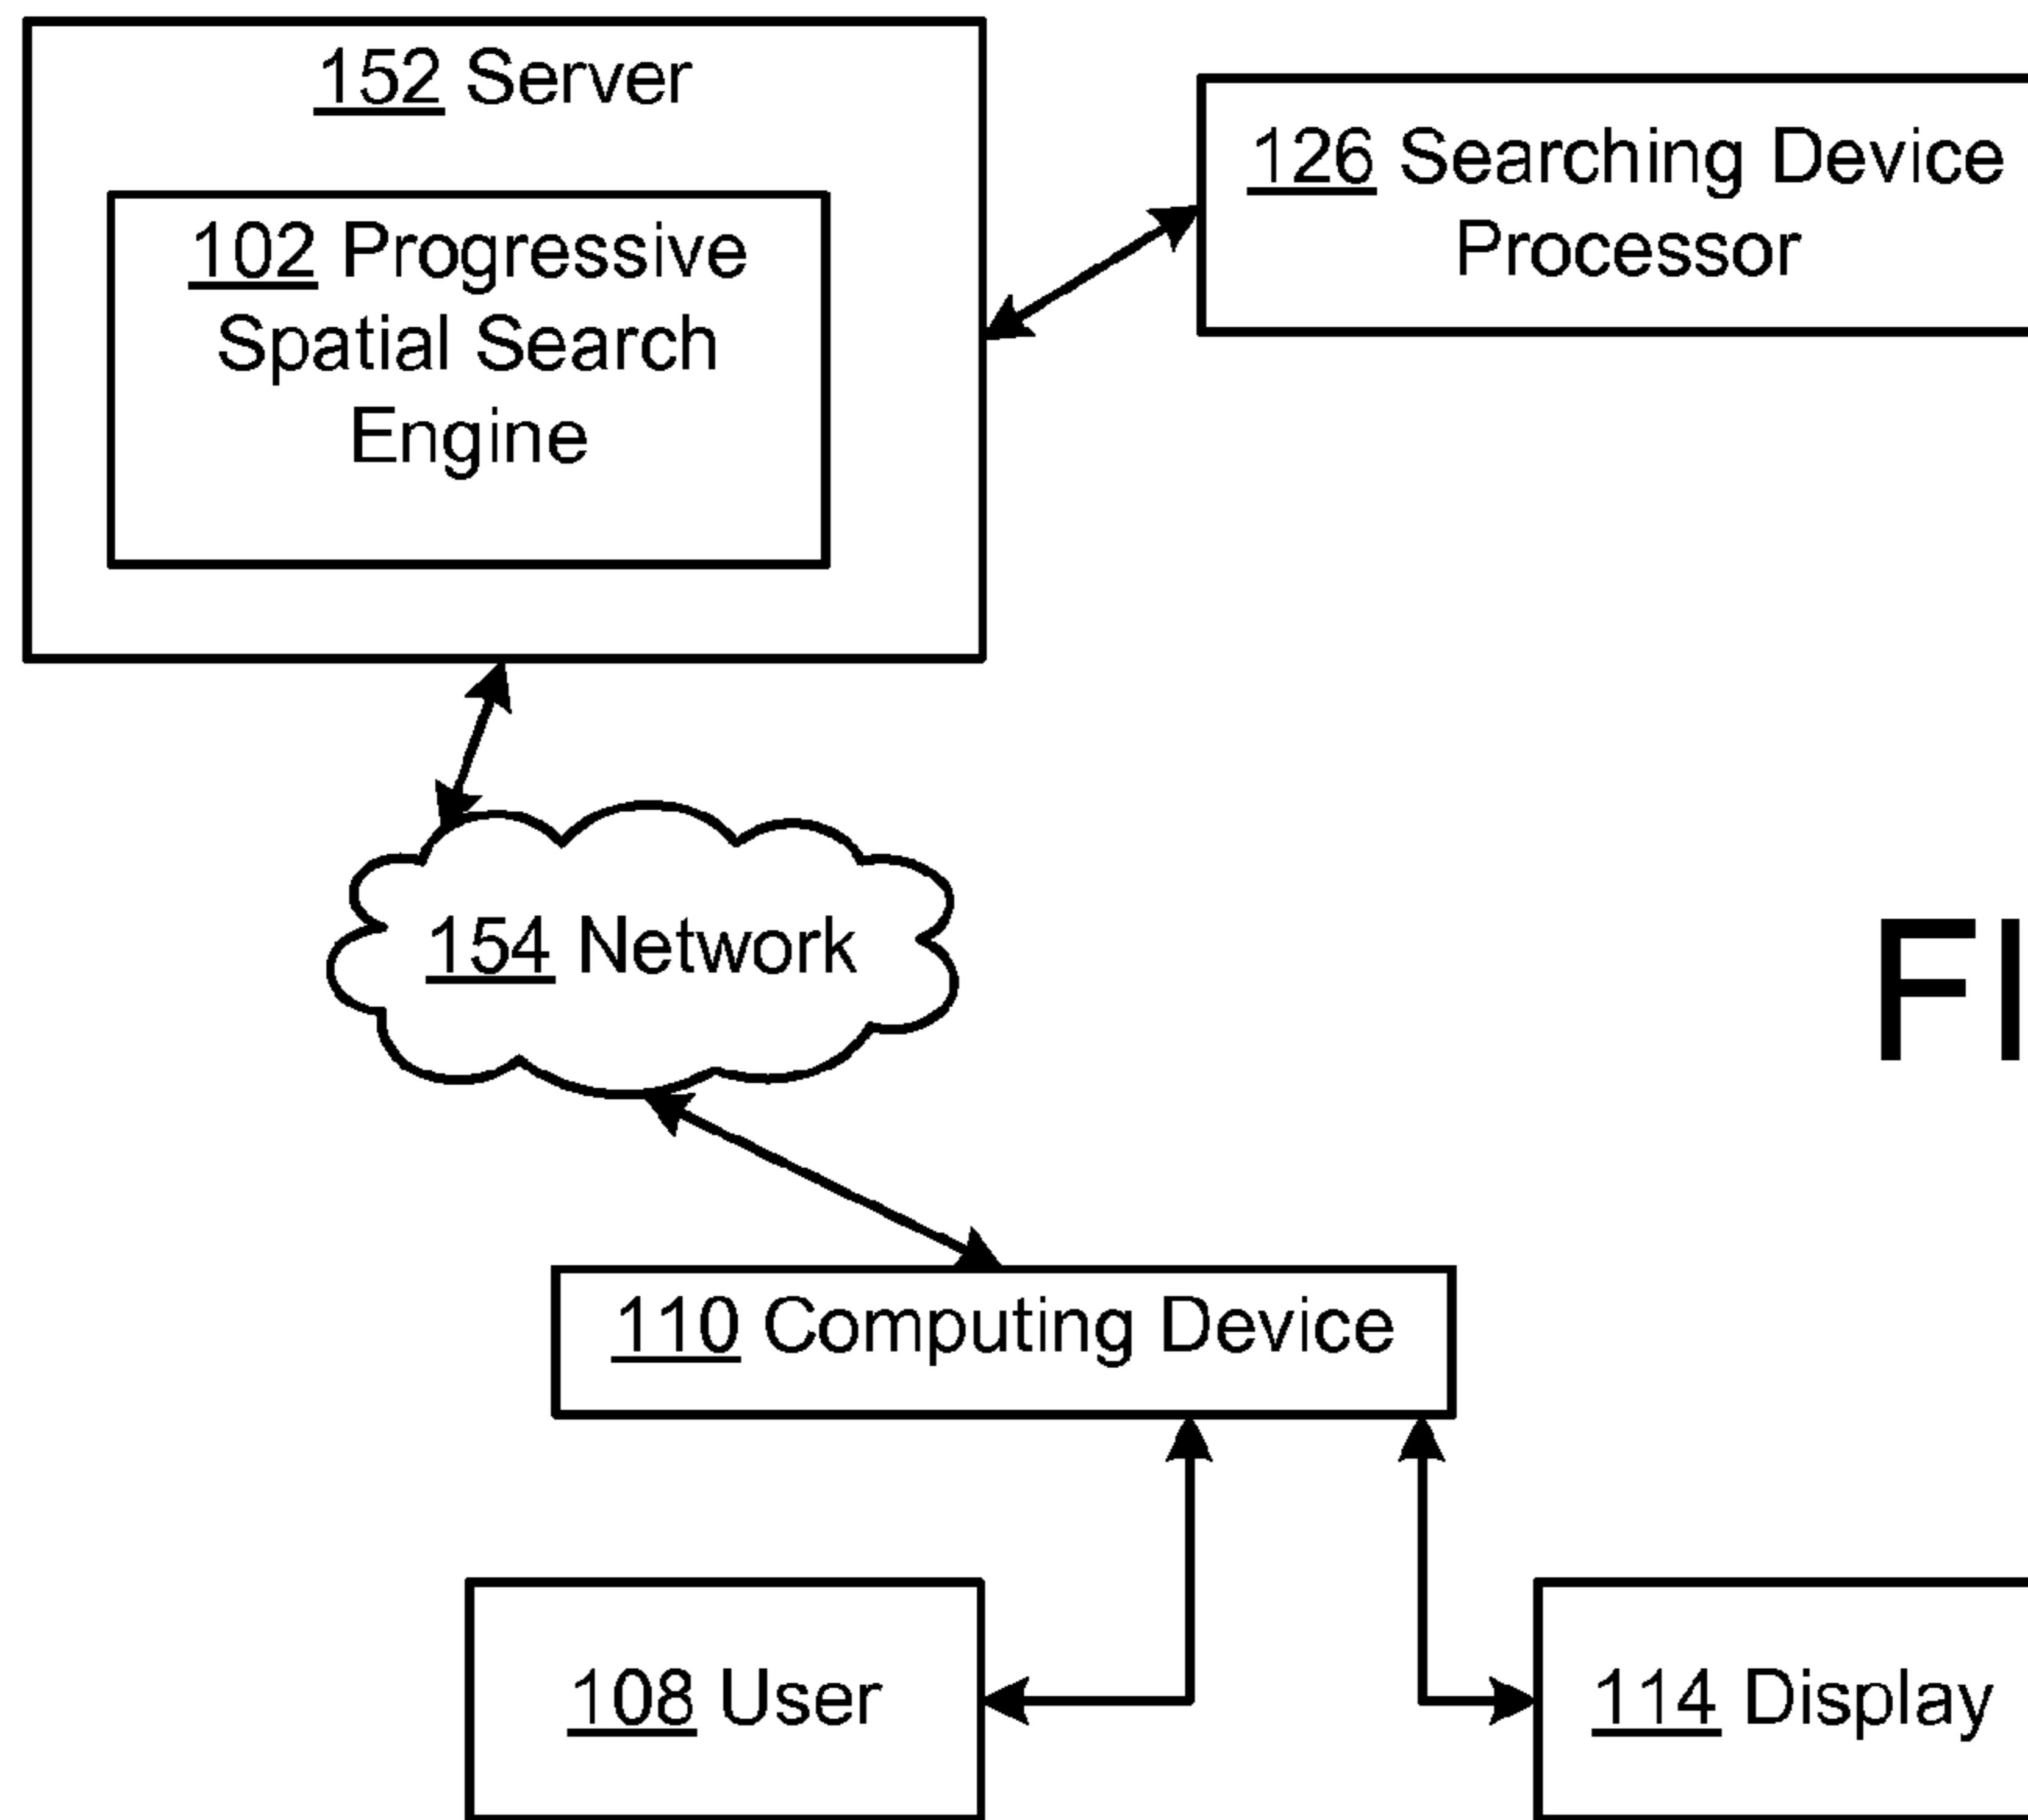 152 Server
126 Searching Device
Processor
102 Progressive
Spatial Search
Engine
154 Network
FI
110 Computing Device
108 User
114 Display